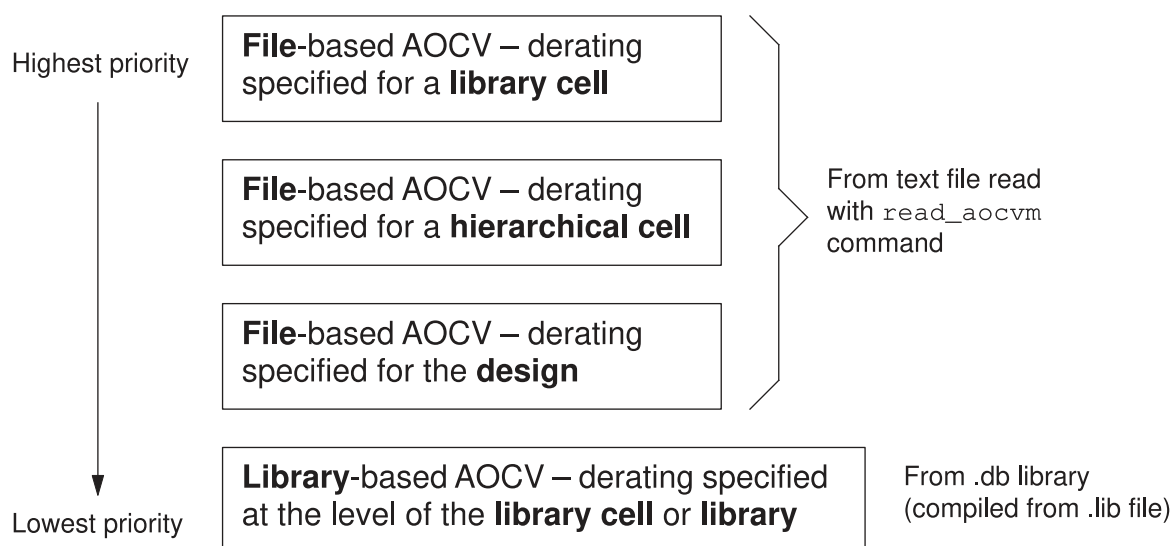 Highest priority
File-based AOCV – derating
specified for a library cell
File-based AOCV – derating
specified for a hierarchical cell
From text file read
with read_aocvm
command
File-based AOCV – derating
specified for the design
Library-based AOCV – derating specified
at the level of the library cell or library
From .db library
(compiled from .lib file)
Lowest priority